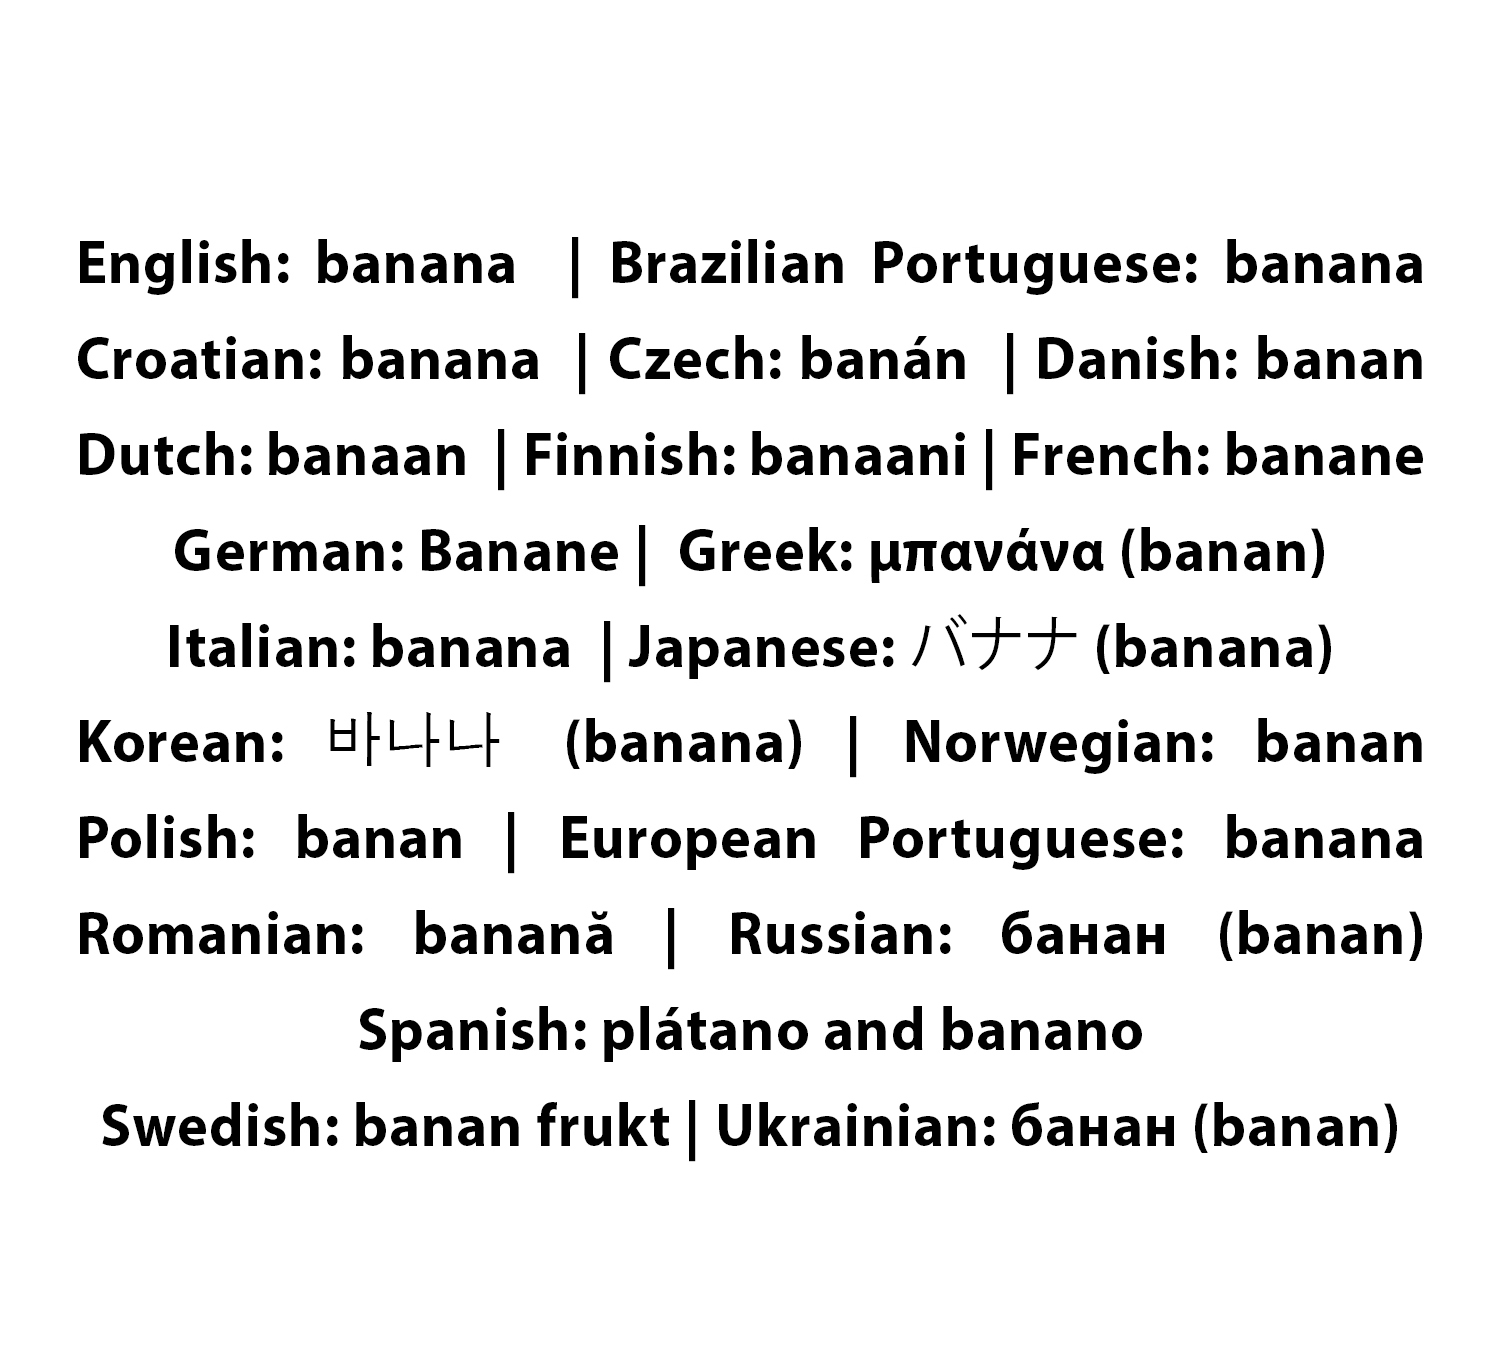 English: banana | Brazilian Portuguese: banana
Croatian: banana | Czech: banán | Danish: banan
Dutch: banaan | Finnish: banaani | French: banane
German: Banane | Greek: μπανάνα (banan)
Italian: banana | Japanese: バナナ (banana)
Korean: 바나나 (banana) | Norwegian: banan
Polish: banan | European Portuguese: banana
Romanian: banană | Russian: банан (banan)
Spanish: plátano and banano
Swedish: banan frukt | Ukrainian: банан (banan)